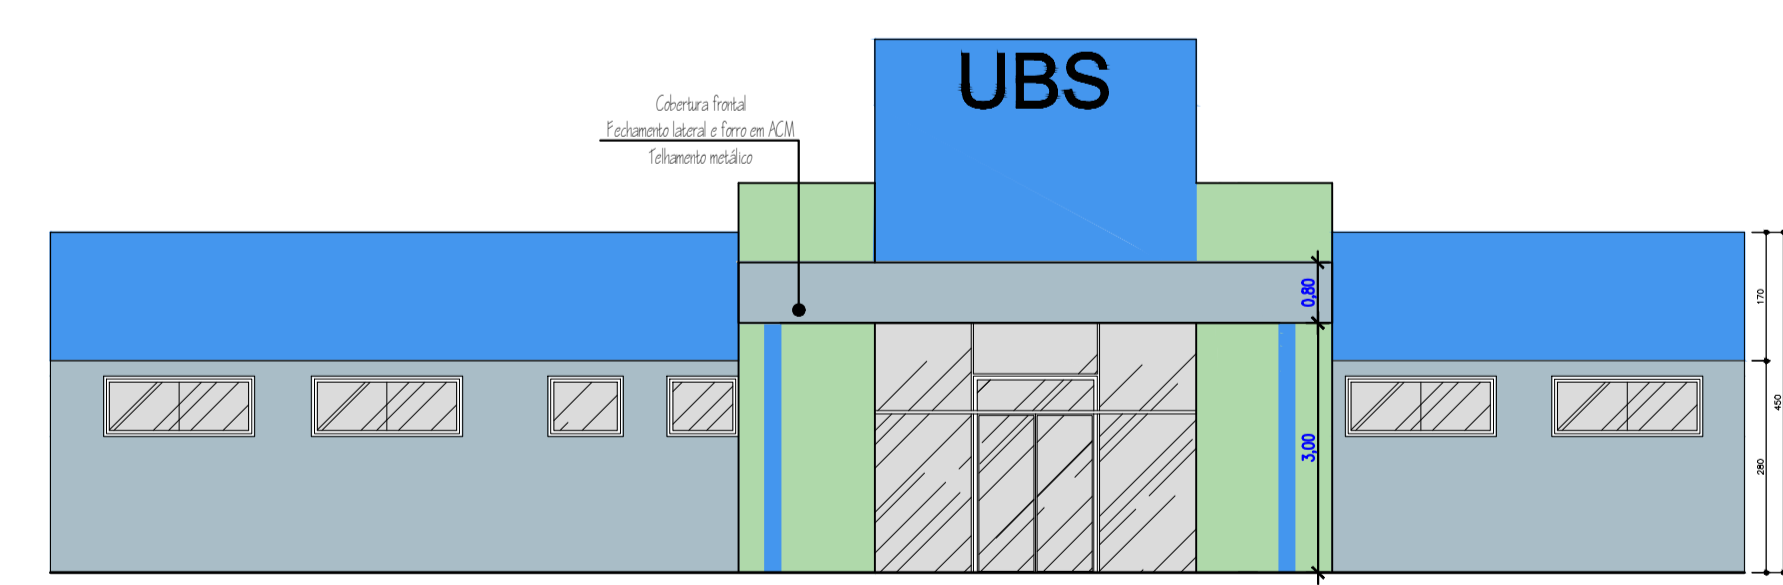 UBS
Cobertura frontal
Fechamento lateral e forro em ACM
Telhamento metálico
0,80
170
450
3,00
280